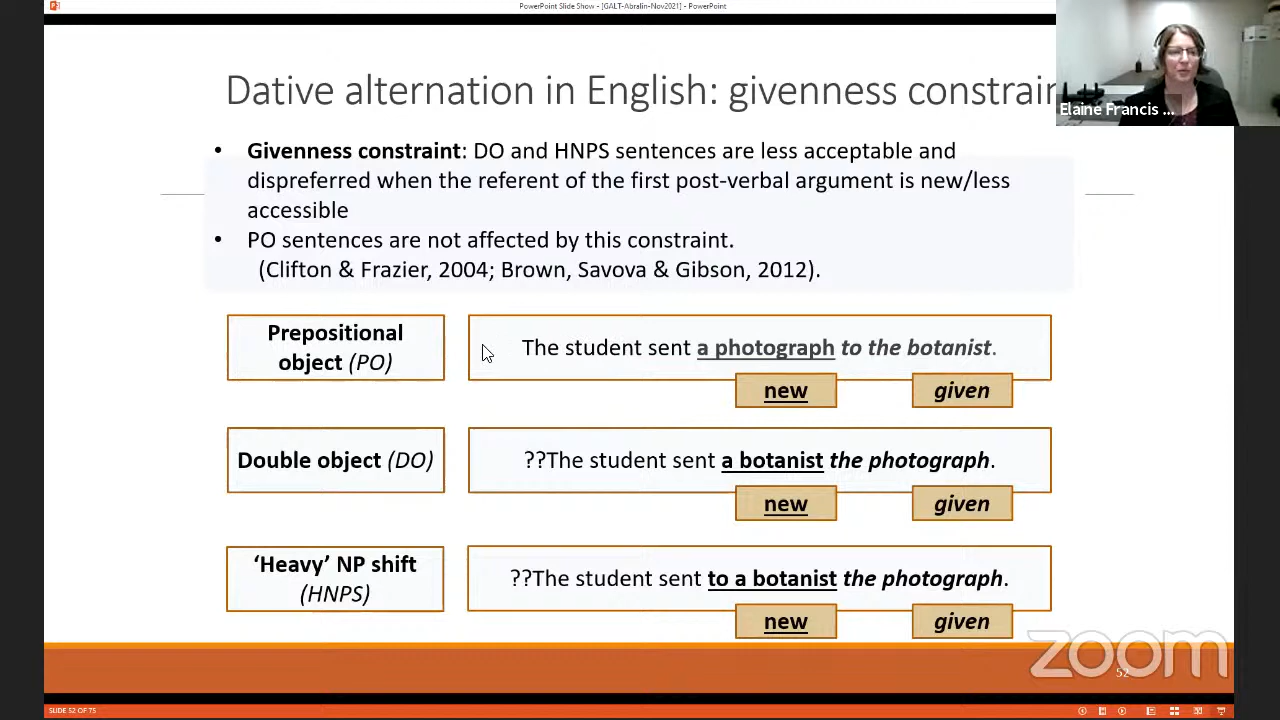 PowerPoint Slide Show - [GALT-Abralin-Nov2021] - PowerPoint
Dative alternation in English: givenness constrain
Elaine Francis ...
• Givenness constraint: DO and HNPS sentences are less acceptable and
dispreferred when the referent of the first post-verbal argument is new/less
accessible
• PO sentences are not affected by this constraint.
(Clifton & Frazier, 2004; Brown, Savova & Gibson, 2012).
Prepositional
object (PO)
The student sent a photograph to the botanist.
new
given
Double object (DO)
??The student sent a botanist the photograph.
new
given
‘Heavy’ NP shift
(HNPS)
??The student sent to a botanist the photograph.
new
given
zoom
52
SLIDE 52 OF 75